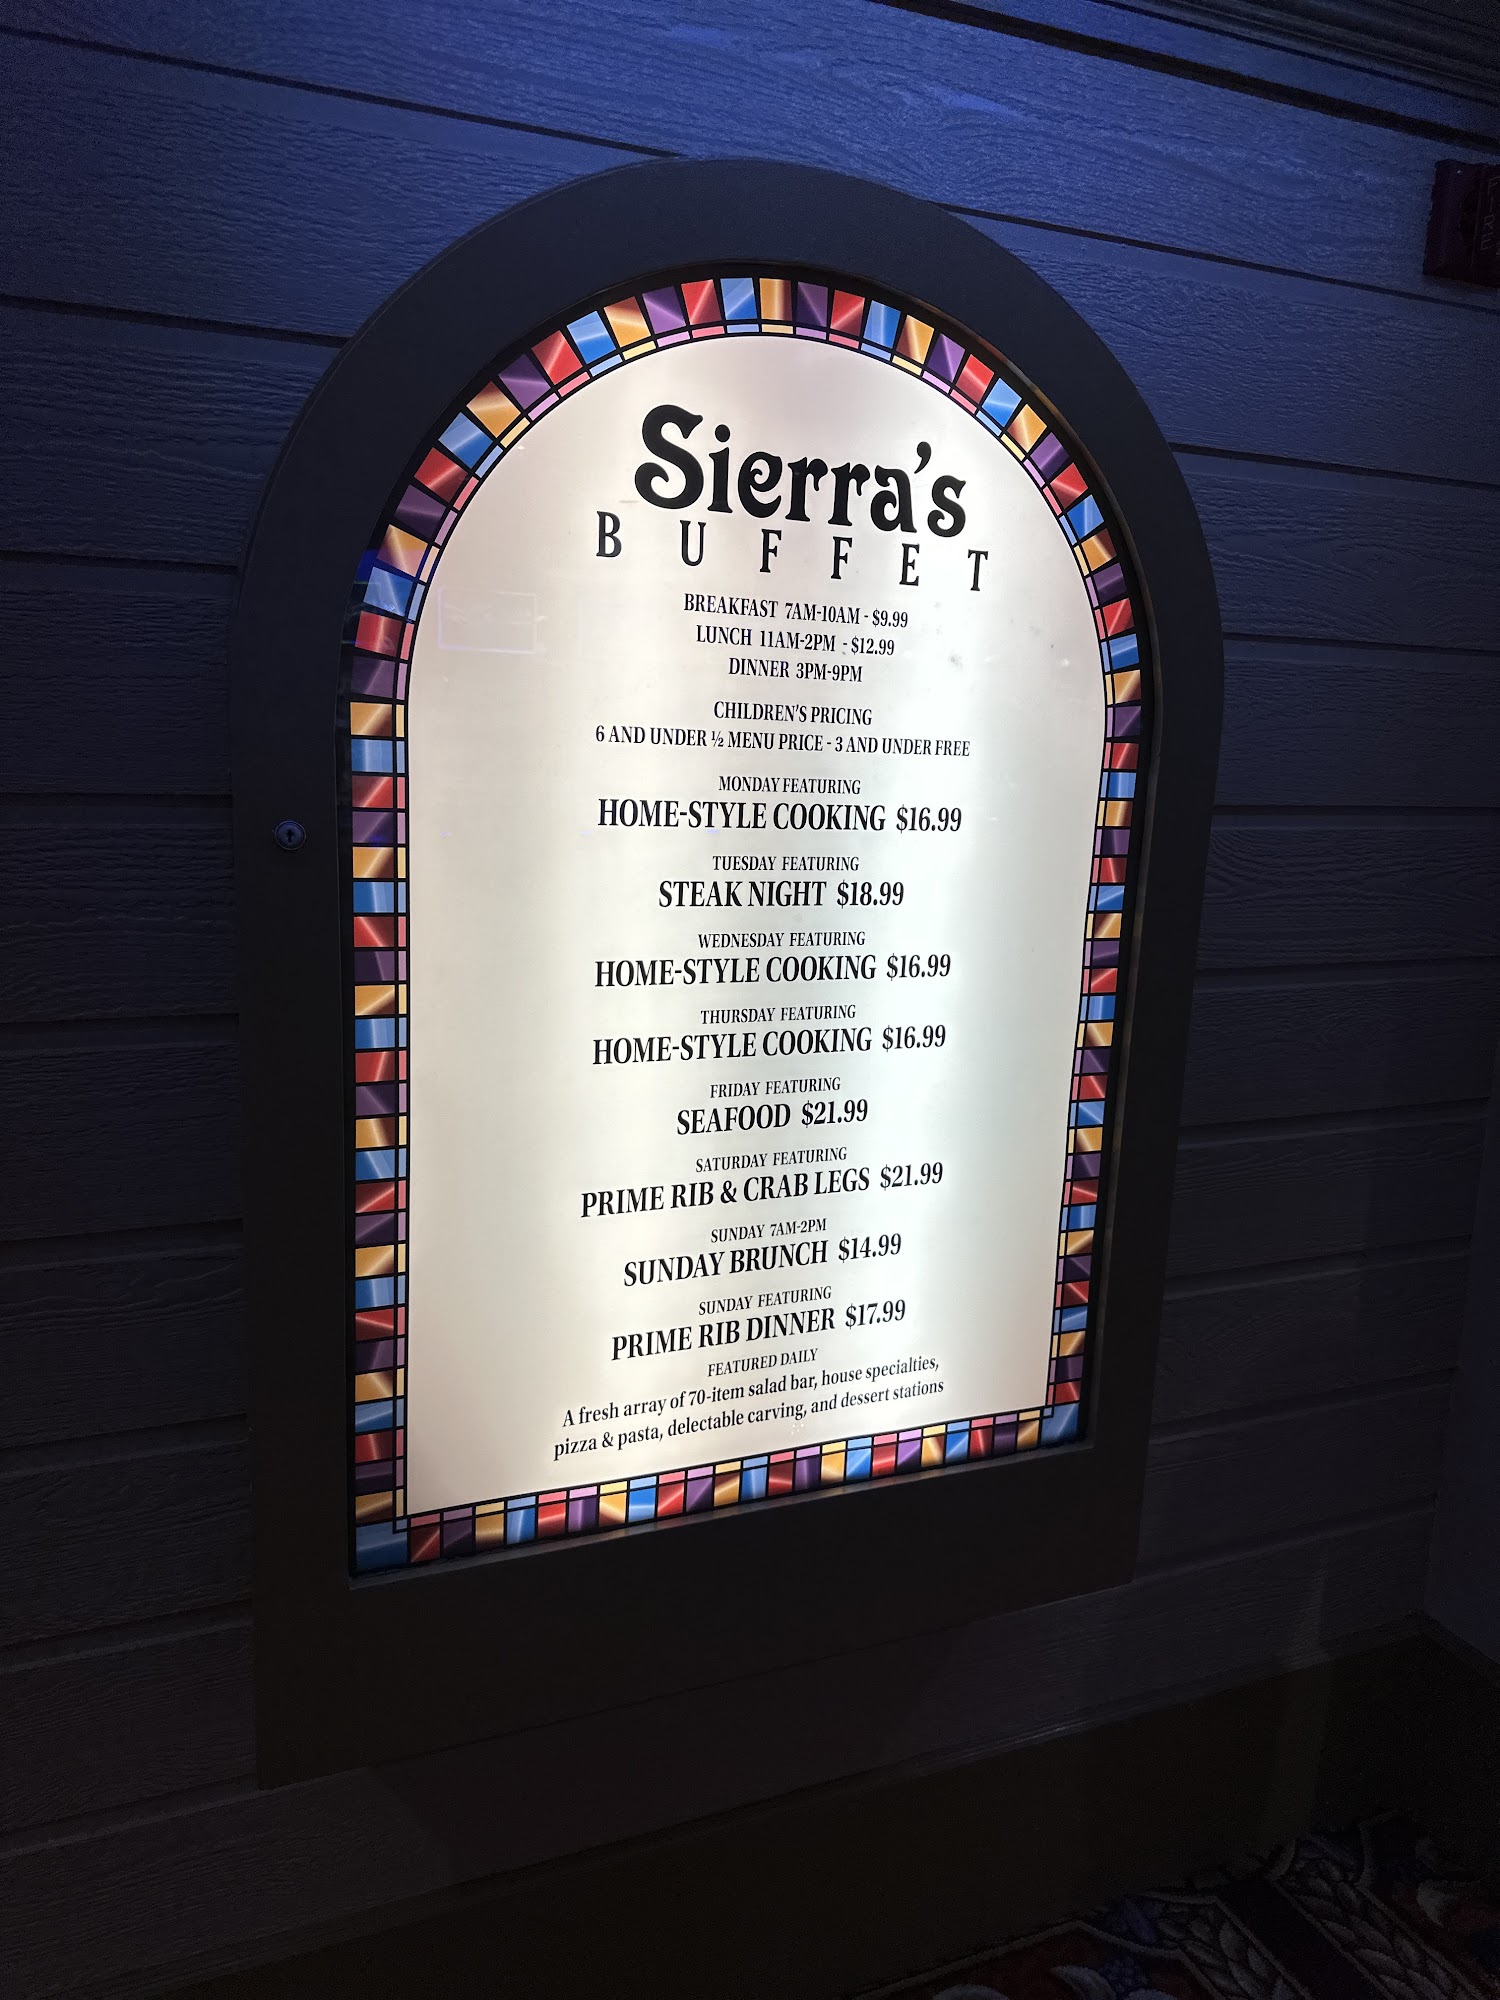 Sierra's
BUFFET
BREAKFAST 7AM-10AM - $9.99
LUNCH 11AM-2PM - $12.99
DINNER 3PM-9PM
CHILDREN'S PRICING
6 AND UNDER ½ MENU PRICE - 3 AND UNDER FREE
MONDAY FEATURING
HOME-STYLE COOKING $16.99
TUESDAY FEATURING
STEAK NIGHT $18.99
WEDNESDAY FEATURING
HOME-STYLE COOKING $16.99
THURSDAY FEATURING
HOME-STYLE COOKING $16.99
FRIDAY FEATURING
SEAFOOD $21.99
SATURDAY FEATURING
PRIME RIB & CRAB LEGS $21.99
SUNDAY 7AM-2PM
SUNDAY BRUNCH $14.99
SUNDAY FEATURING
PRIME RIB DINNER $17.99
FEATURED DAILY
A fresh array of 70-item salad bar, house specialties,
pizza & pasta, delectable carving, and dessert stations
FIRE